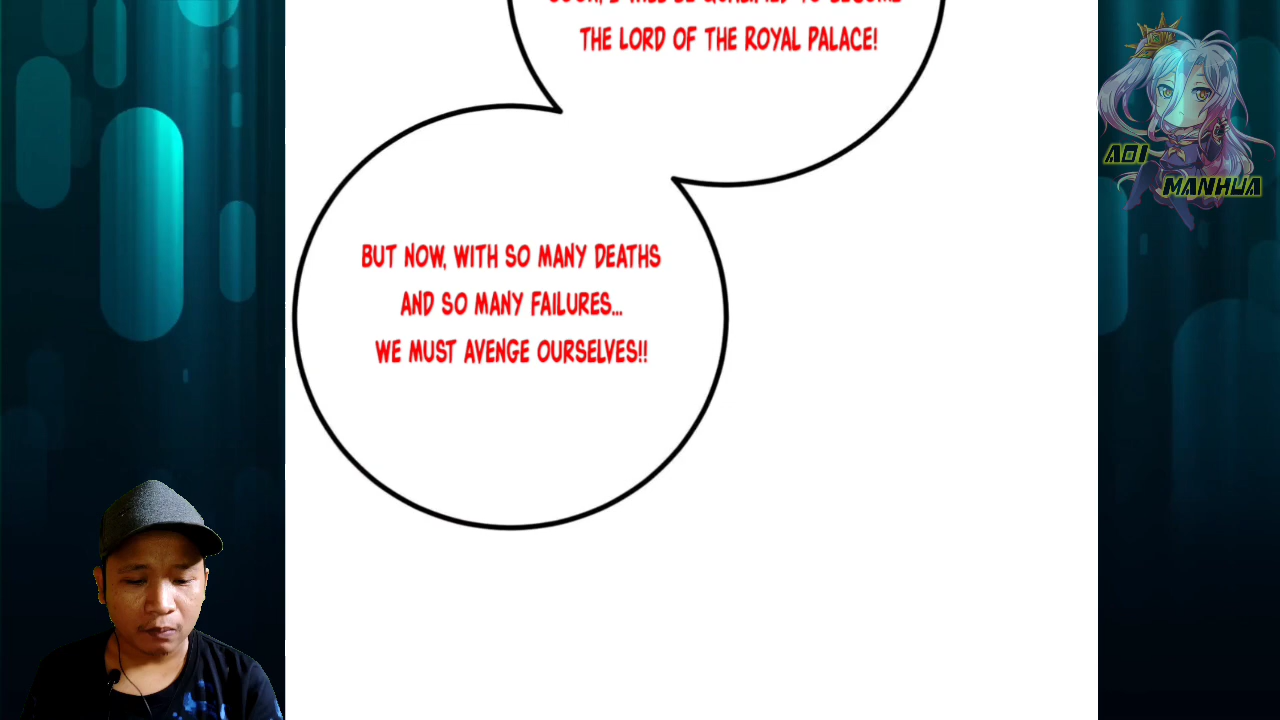 THE LORD OF THE ROYAL PALACE!
BUT NOW, WITH SO MANY DEATHS
AND SO MANY FAILURES...
WE MUST AVENGE OURSELVES!!
AOI
MANHUA